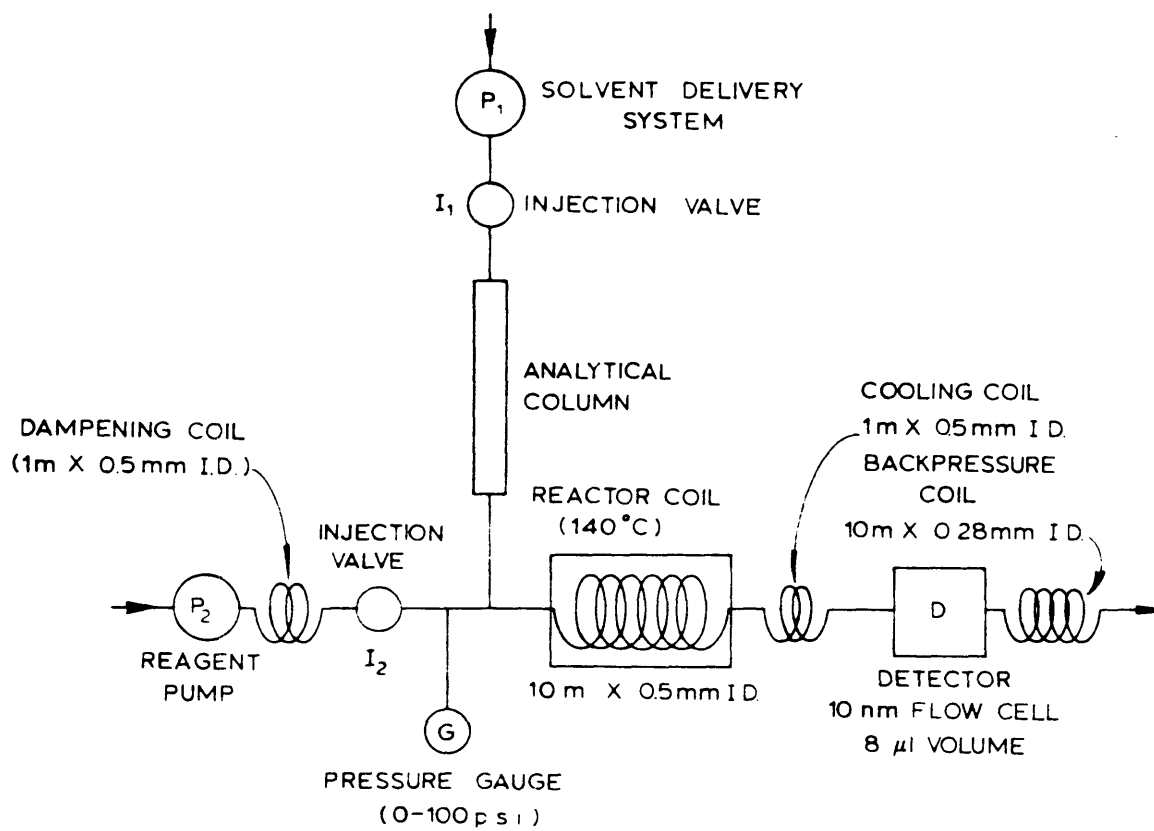 P₁
SOLVENT DELIVERY
SYSTEM
I₁
INJECTION VALVE
ANALYTICAL
COLUMN
DAMPENING COIL
(1m X 0.5mm I.D.)
INJECTION
VALVE
P₂
REAGENT
PUMP
I₂
G
PRESSURE GAUGE
(0-100psi)
REACTOR COIL
(140°C)
10m X 0.5mm I.D.
COOLING COIL
1m X 0.5mm I D.
BACKPRESSURE
COIL
10m X 0.28mm I D.
D
DETECTOR
10 nm FLOW CELL
8 µl VOLUME